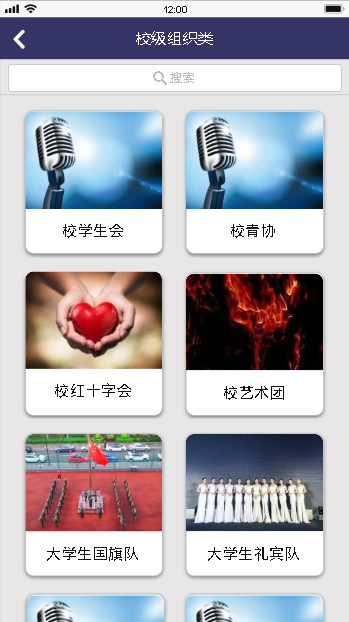 12:00
校级组织类
搜索
校学生会
校青协
校红十字会
校艺术团
大学生国旗队
大学生礼宾队